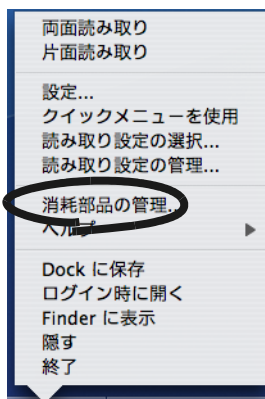 両面読み取り
片面読み取り
設定...
クイックメニューを使用
読み取り設定の選択...
読み取り設定の管理...
消耗部品の管理...
ヘルプ
Dock に保存
ログイン時に開く
Finder に表示
隠す
終了